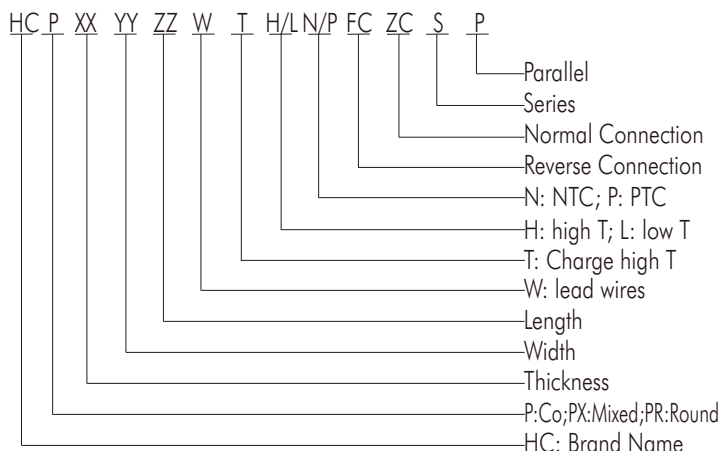 HC P XX YY ZZ W T H/L N/P FC ZC S P
Parallel
Series
Normal Connection
Reverse Connection
N: NTC; P: PTC
H: high T; L: low T
T: Charge high T
W: lead wires
Length
Width
Thickness
P:Co;PX:Mixed;PR:Round
HC: Brand Name